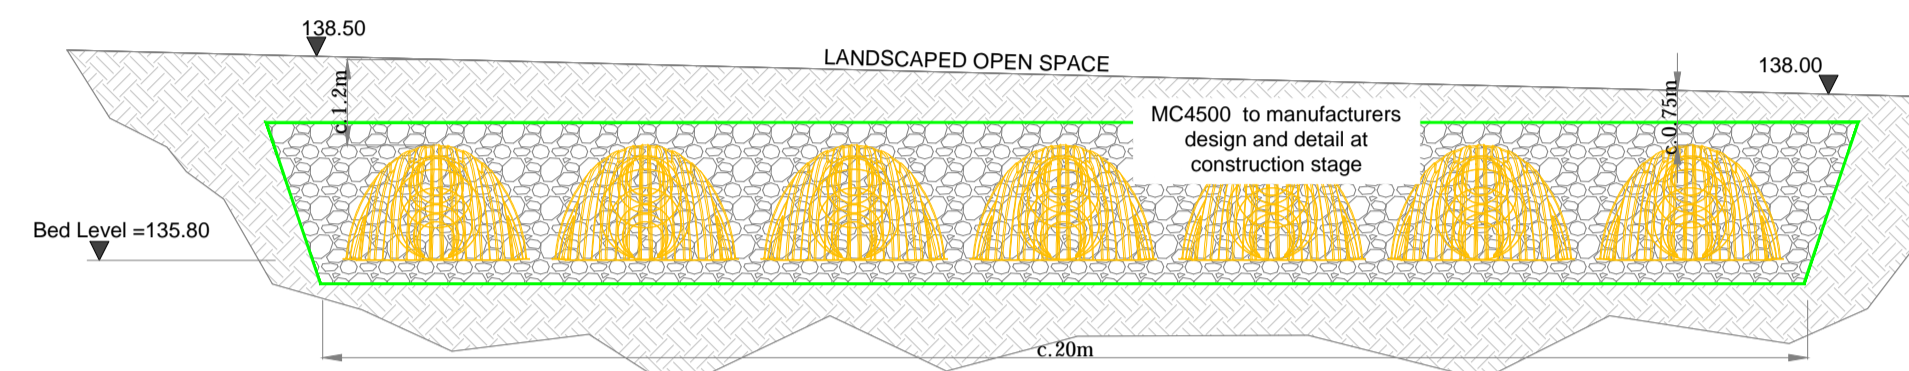 138.50
LANDSCAPED OPEN SPACE
138.00
c.1.2m
c.0.75m
MC4500 to manufacturers
design and detail at
construction stage
Bed Level =135.80
c.20m